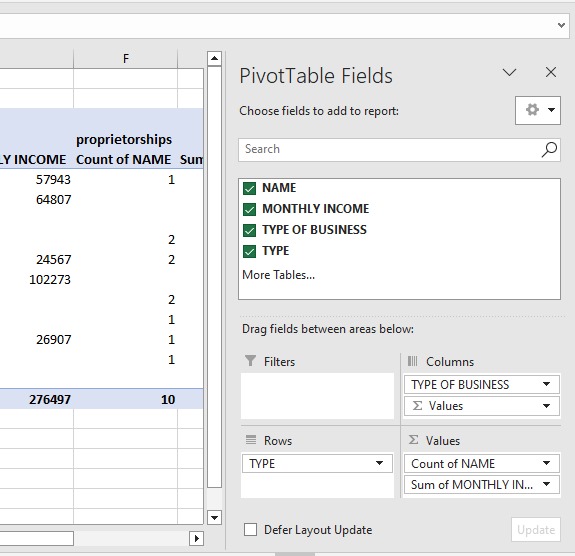 F
proprietorships
LY INCOME Count of NAME Sum
57943 1
64807
2
24567 2
102273
2
1
26907 1
1
276497 10
PivotTable Fields
Choose fields to add to report:
Search
NAME
MONTHLY INCOME
TYPE OF BUSINESS
TYPE
More Tables...
Drag fields between areas below:
Filters
Columns
TYPE OF BUSINESS
Σ Values
Rows
TYPE
Σ Values
Count of NAME
Sum of MONTHLY IN...
Defer Layout Update
Update